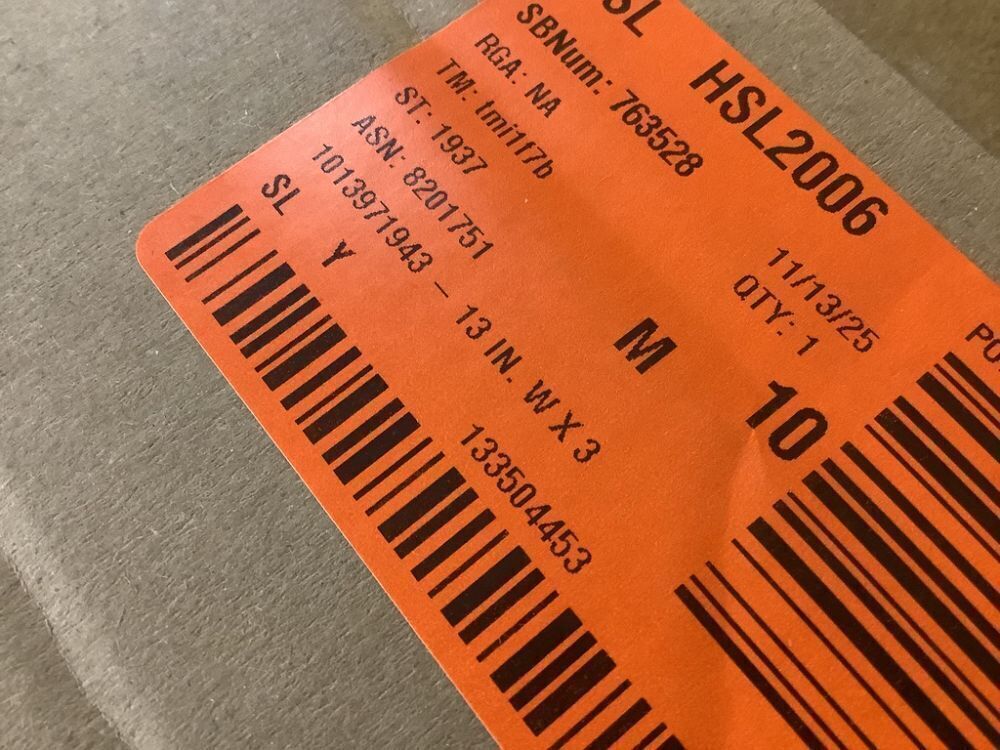 SL
HSL2006
SBNum: 763528
RGA: NA
TM: tmi117b
ST: 1937
ASN: 8201751
1013971943 - 13 IN. W X 3
11/13/25
QTY: 1
M
10
SL
Y
133504453